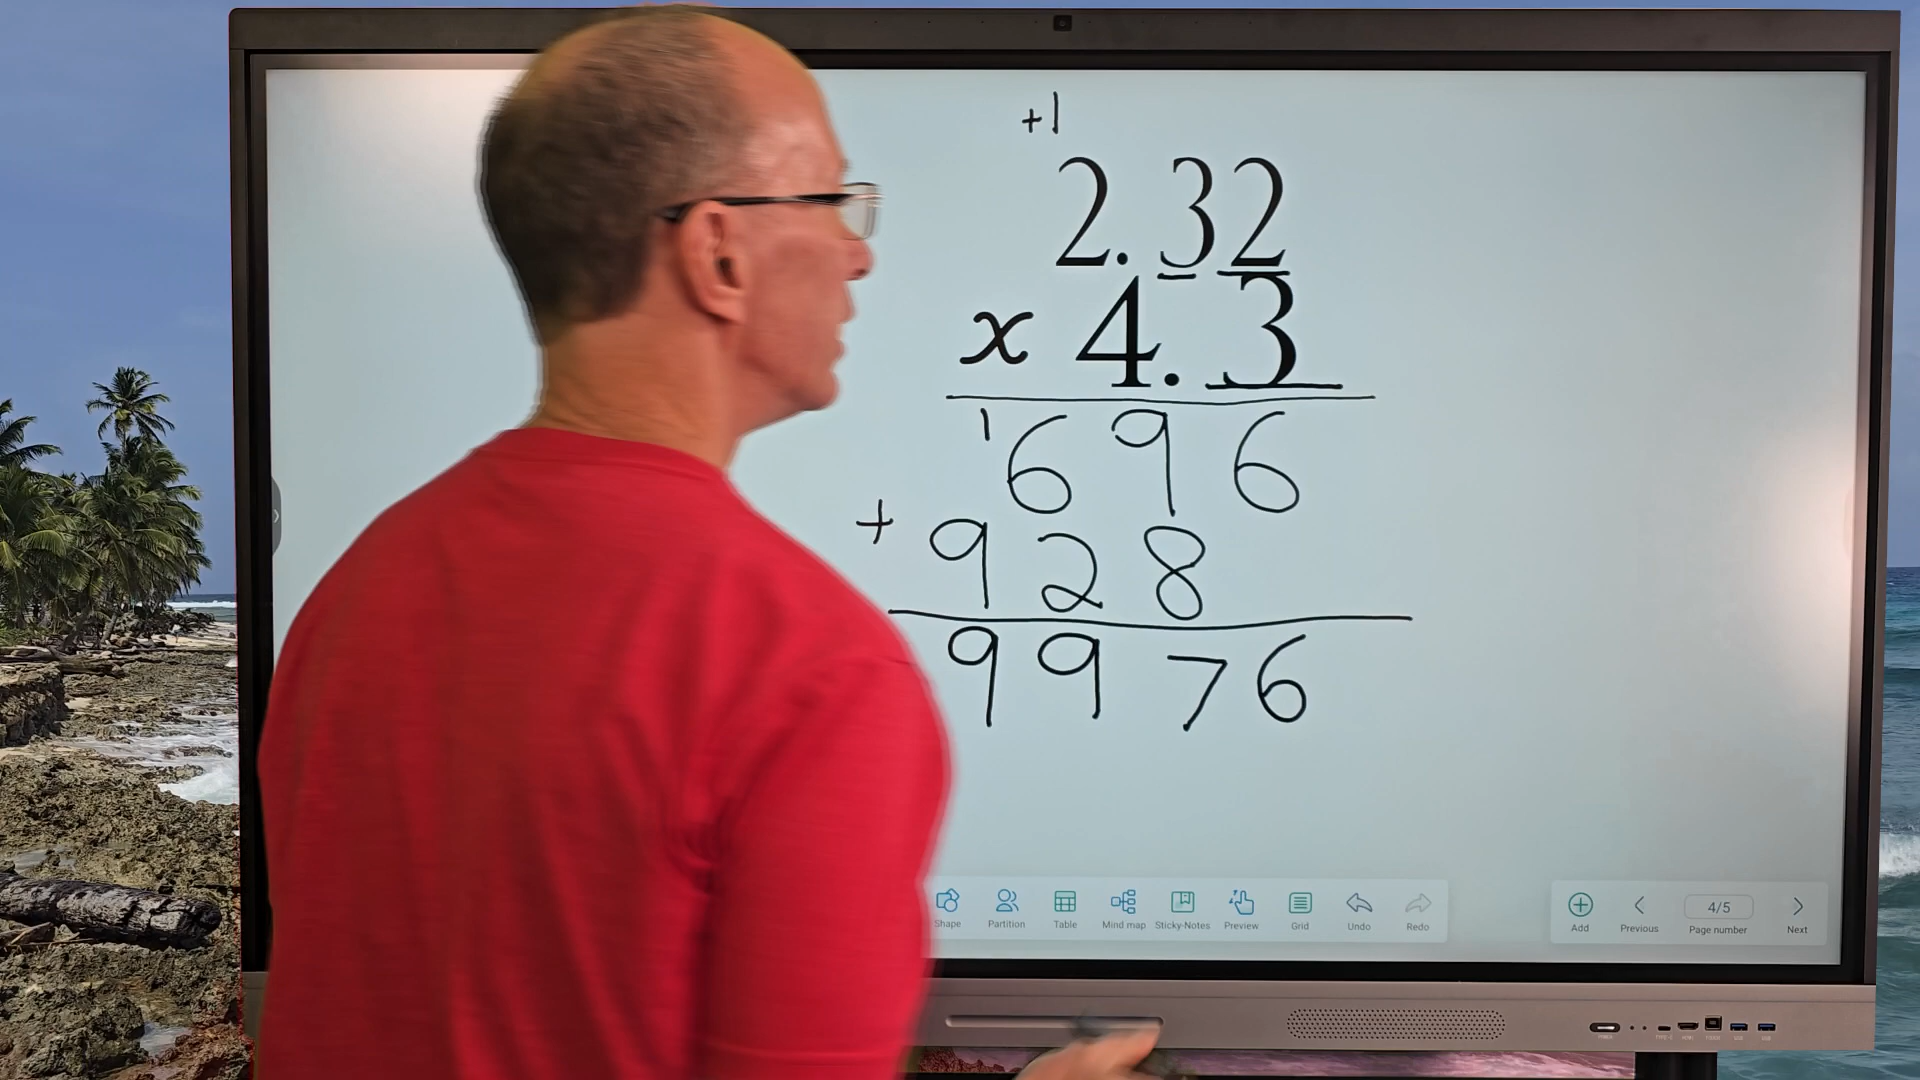 +1
2.32
x 4.3
1
696
+ 928
9976
Shape Partition Table Mind map Sticky-Notes Preview Grid Undo Redo
Add Previous 4/5 Page number Next